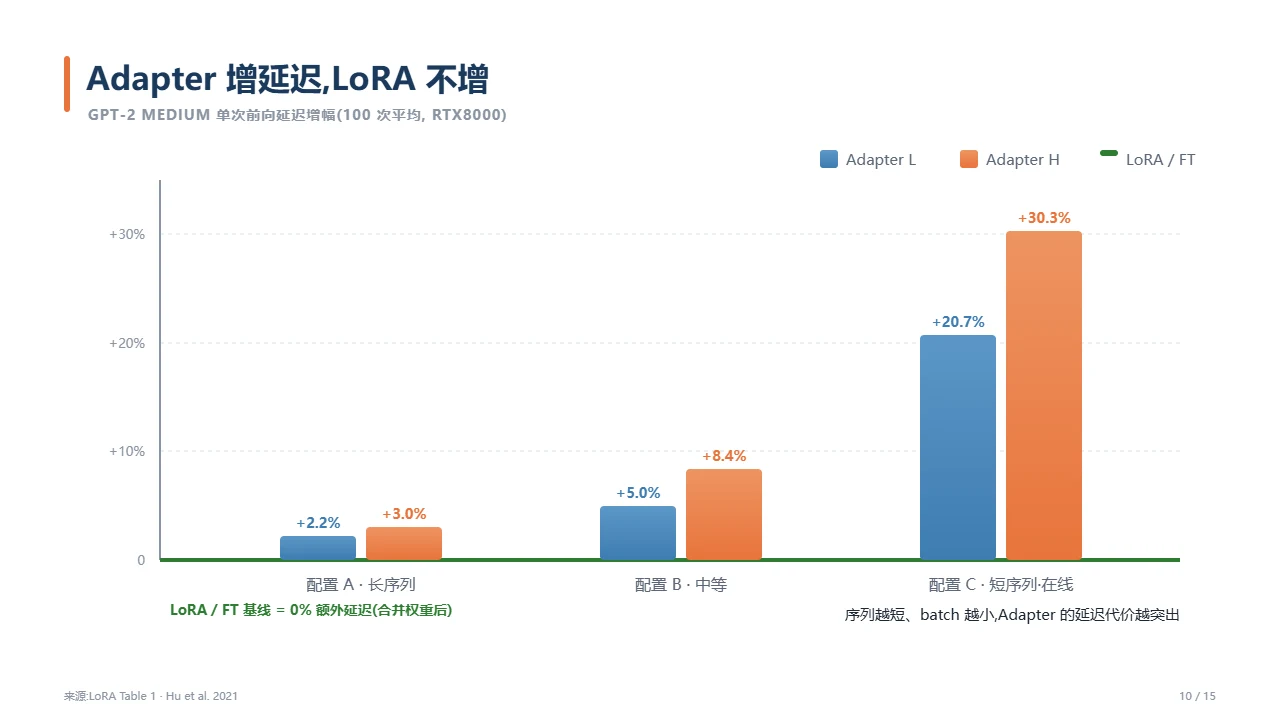 Adapter 增延迟,LoRA 不增
GPT-2 MEDIUM 单次前向延迟增幅(100 次平均, RTX8000)
Adapter L
Adapter H
LoRA / FT
+30%
+20%
+10%
0
+2.2%
+3.0%
+5.0%
+8.4%
+20.7%
+30.3%
配置 A · 长序列
配置 B · 中等
配置 C · 短序列·在线
LoRA / FT 基线 = 0% 额外延迟(合并权重后)
序列越短、batch 越小,Adapter 的延迟代价越突出
来源:LoRA Table 1 · Hu et al. 2021
10 / 15